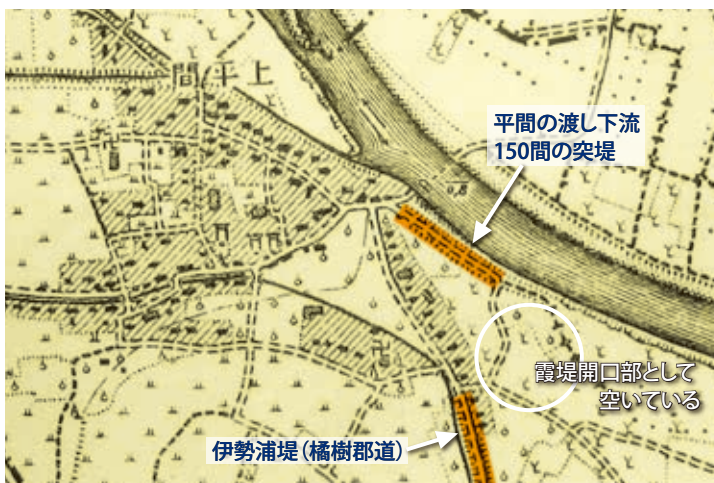 間平上
平間の渡し下流
150間の突堤
霞堤開口部として
空いている
伊勢浦堤（橘樹郡道）